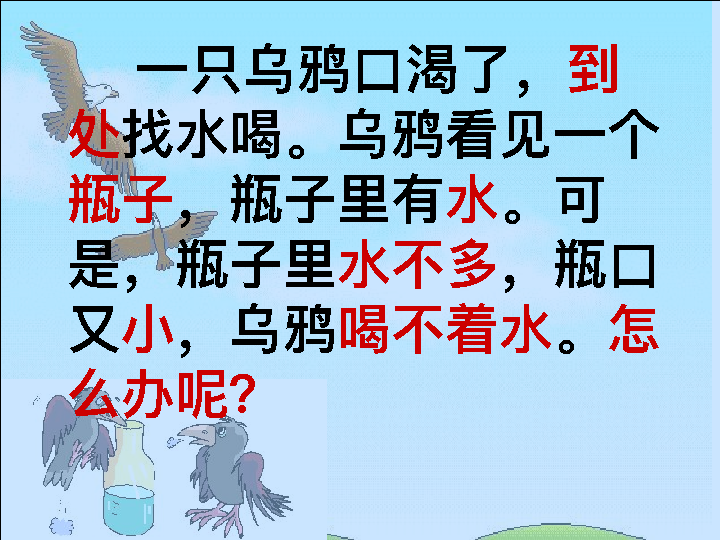 一只乌鸦口渴了，到
处找水喝。乌鸦看见一个
瓶子，瓶子里有水。可
是，瓶子里水不多，瓶口
又小，乌鸦喝不着水。怎
么办呢？